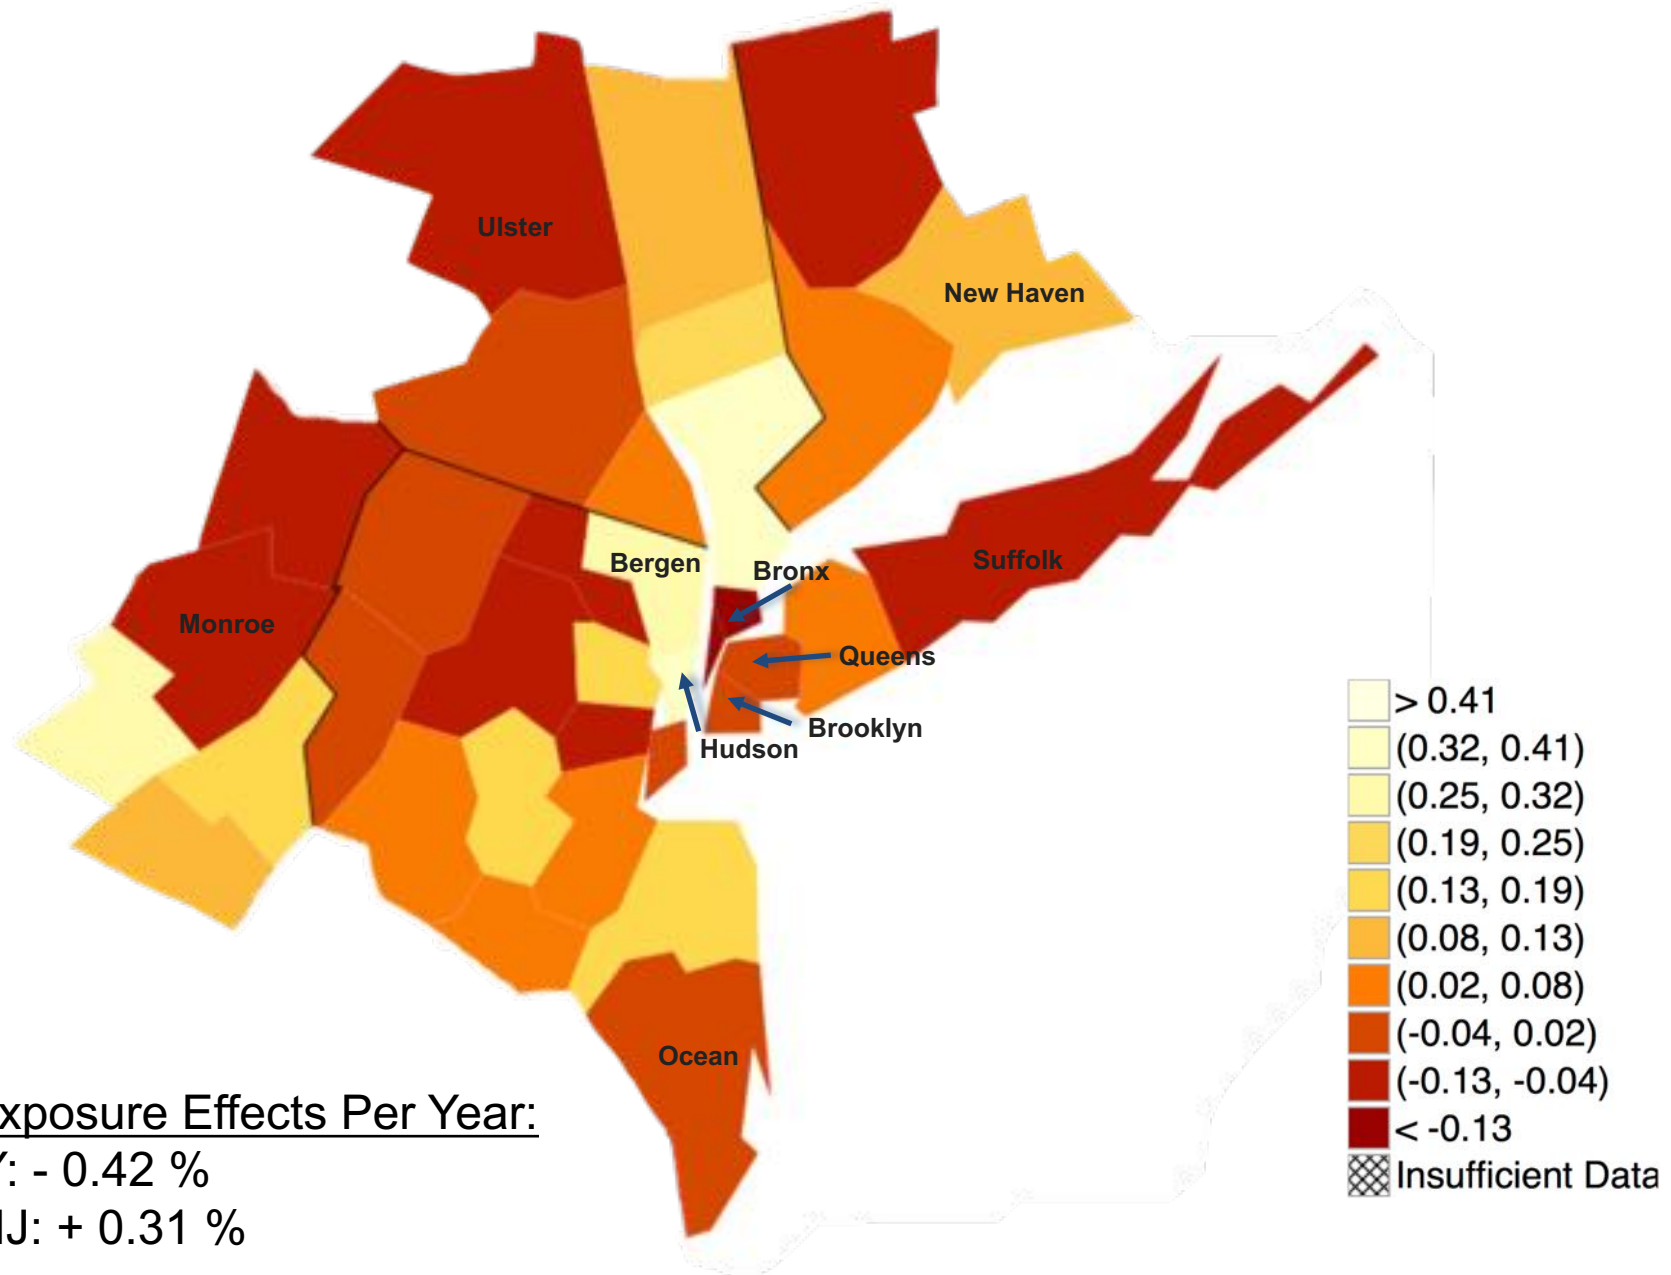 Ulster
New Haven
Bergen
Bronx
Suffolk
Monroe
Queens
Brooklyn
Hudson
Ocean
> 0.41
(0.32, 0.41)
(0.25, 0.32)
(0.19, 0.25)
(0.13, 0.19)
(0.08, 0.13)
(0.02, 0.08)
(-0.04, 0.02)
(-0.13, -0.04)
< -0.13
Insufficient Data
xposure Effects Per Year:
Y: - 0.42 %
NJ: + 0.31 %